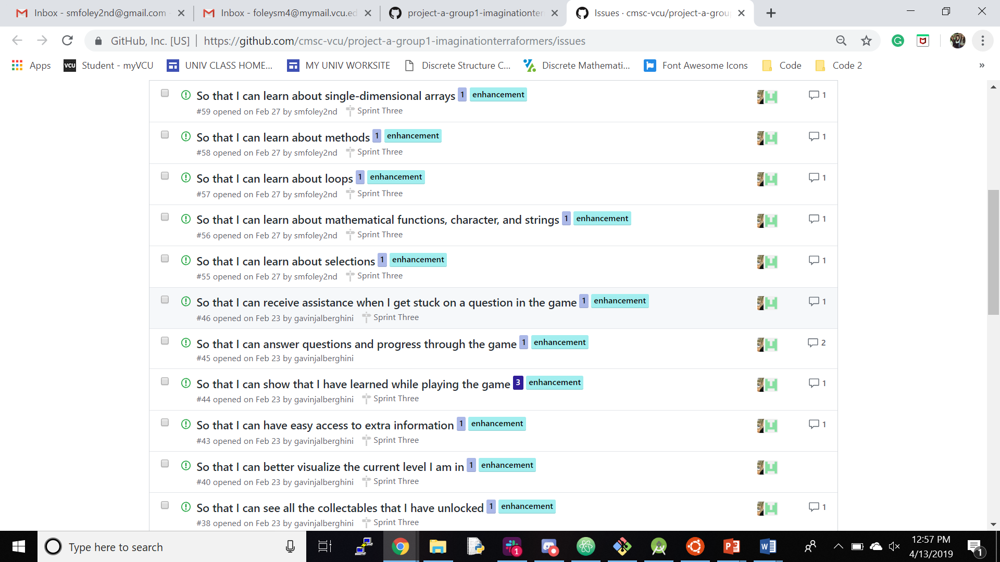 Inbox - smfoley2nd@gmail.com
Inbox - foleysm4@mymail.vcu.ed
project-a-group1-imaginationter
Issues · cmsc-vcu/project-a-grou
GitHub, Inc. [US] | https://github.com/cmsc-vcu/project-a-group1-imaginationterraformers/issues
Apps
VCU Student - myVCU
UNIV CLASS HOME...
MY UNIV WORKSITE
Discrete Structure C...
Discrete Mathemati...
Font Awesome Icons
Code
Code 2
»
So that I can learn about single-dimensional arrays 1 enhancement 1
#59 opened on Feb 27 by smfoley2nd Sprint Three
So that I can learn about methods 1 enhancement 1
#58 opened on Feb 27 by smfoley2nd Sprint Three
So that I can learn about loops 1 enhancement 1
#57 opened on Feb 27 by smfoley2nd Sprint Three
So that I can learn about mathematical functions, character, and strings 1 enhancement 1
#56 opened on Feb 27 by smfoley2nd Sprint Three
So that I can learn about selections 1 enhancement 1
#55 opened on Feb 27 by smfoley2nd Sprint Three
So that I can receive assistance when I get stuck on a question in the game 1 enhancement 1
#46 opened on Feb 23 by gavinjalberghini Sprint Three
So that I can answer questions and progress through the game 1 enhancement 2
#45 opened on Feb 23 by gavinjalberghini
So that I can show that I have learned while playing the game 3 enhancement 1
#44 opened on Feb 23 by gavinjalberghini Sprint Three
So that I can have easy access to extra information 1 enhancement 1
#43 opened on Feb 23 by gavinjalberghini Sprint Three
So that I can better visualize the current level I am in 1 enhancement
#40 opened on Feb 23 by gavinjalberghini Sprint Three
So that I can see all the collectables that I have unlocked 1 enhancement 1
#38 opened on Feb 23 by gavinjalberghini Sprint Three
Type here to search
1
12:57 PM
4/13/2019
1